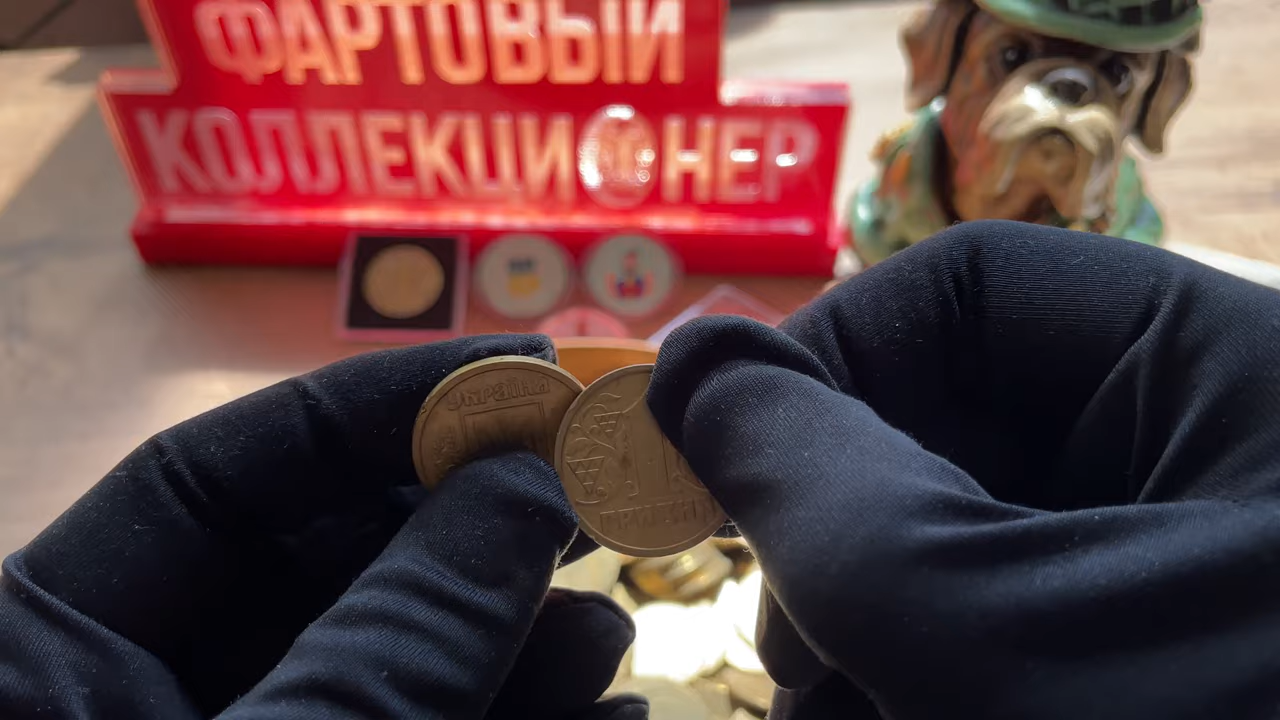 ФАРТОВЫЙ
КОЛЛЕКЦИОНЕР
Україна
1
ГРИВНЯ